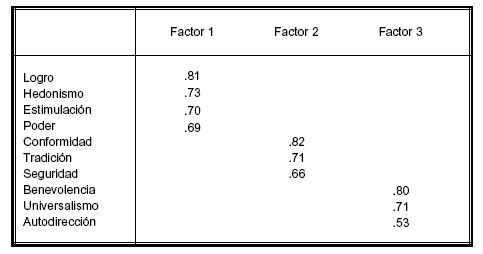 Factor 1 Factor 2 Factor 3
Logro .81
Hedonismo .73
Estimulación .70
Poder .69
Conformidad .82
Tradición .71
Seguridad .66
Benevolencia .80
Universalismo .71
Autodirección .53